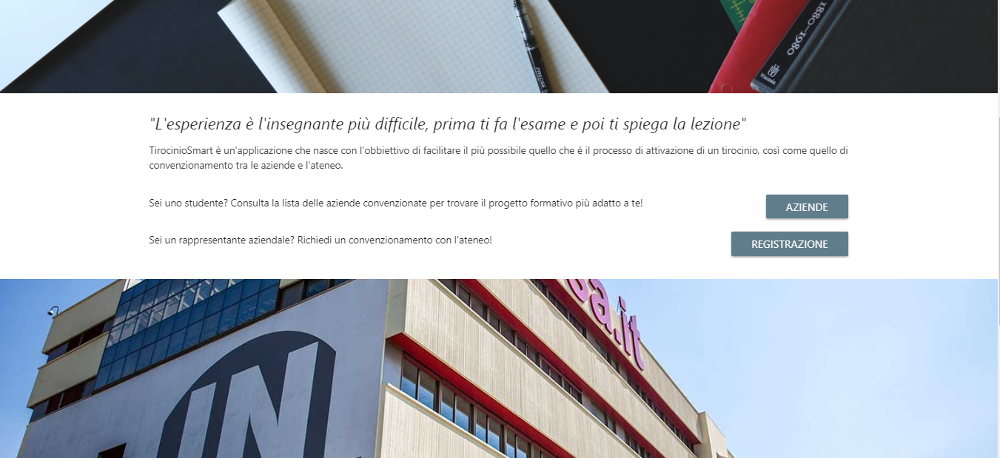 1880–1980
PRECISE
"L'esperienza è l'insegnante più difficile, prima ti fa l'esame e poi ti spiega la lezione"
TirocinioSmart è un'applicazione che nasce con l'obbiettivo di facilitare il più possibile quello che è il processo di attivazione di un tirocinio, così come quello di
convenzionamento tra le aziende e l'ateneo.
Sei uno studente? Consulta la lista delle aziende convenzionate per trovare il progetto formativo più adatto a te!
AZIENDE
Sei un rappresentante aziendale? Richiedi un convenzionamento con l'ateneo!
REGISTRAZIONE
sa.it
IN